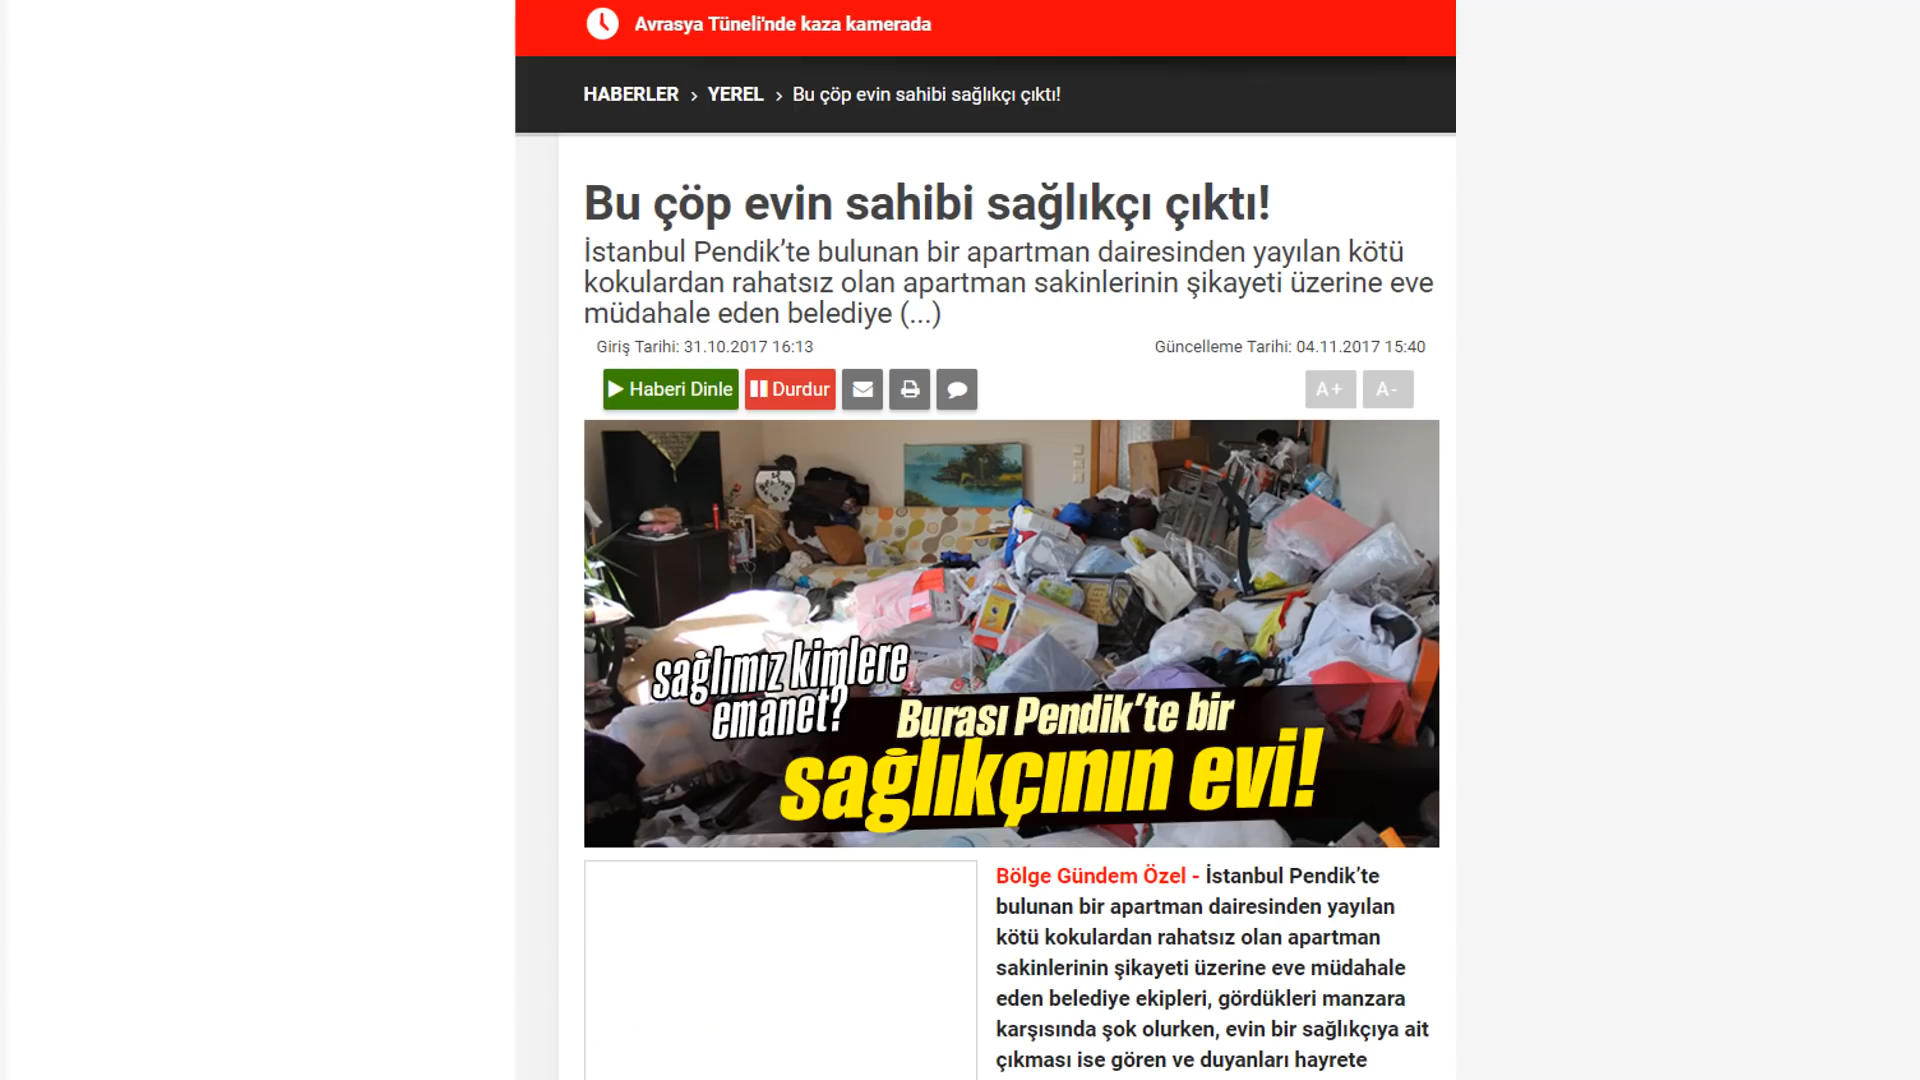 Avrasya Tüneli'nde kaza kamerada
HABERLER › YEREL › Bu çöp evin sahibi sağlıkçı çıktı!
Bu çöp evin sahibi sağlıkçı çıktı!
İstanbul Pendik’te bulunan bir apartman dairesinden yayılan kötü
kokulardan rahatsız olan apartman sakinlerinin şikayeti üzerine eve
müdahale eden belediye (...)
Giriş Tarihi: 31.10.2017 16:13
Güncelleme Tarihi: 04.11.2017 15:40
Haberi Dinle
Durdur
A+
A-
sağlımız kimlere
emanet?
Burası Pendik’te bir
sağlıkçının evi!
Bölge Gündem Özel - İstanbul Pendik’te
bulunan bir apartman dairesinden yayılan
kötü kokulardan rahatsız olan apartman
sakinlerinin şikayeti üzerine eve müdahale
eden belediye ekipleri, gördükleri manzara
karşısında şok olurken, evin bir sağlıkçıya ait
çıkması ise gören ve duyanları hayrete